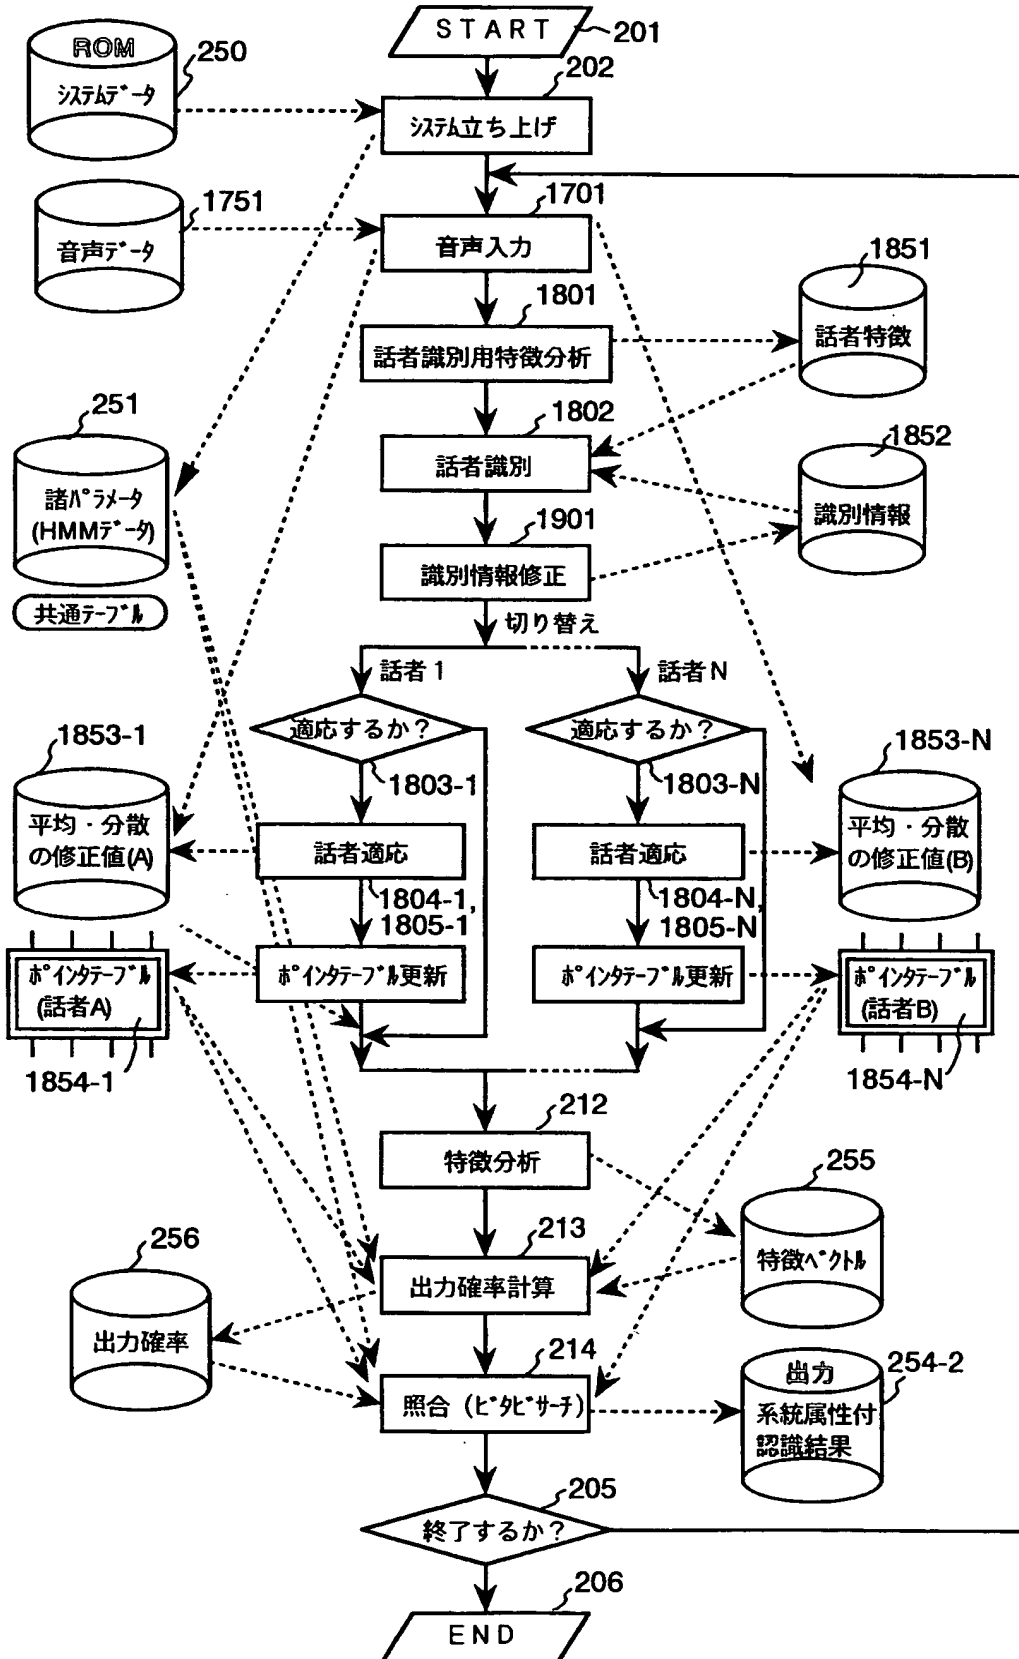 START
201
ROM
250
システムデータ
202
システム立ち上げ
1751
音声データ
1701
音声入力
1851
話者特徴
1801
話者識別用特徴分析
251
諸パラメータ
(HMMデータ)
共通テーブル
1802
話者識別
1852
識別情報
1901
識別情報修正
切り替え
話者1
話者N
適応するか?
適応するか?
1853-1
平均・分散
の修正値(A)
1803-1
1803-N
1853-N
平均・分散
の修正値(B)
話者適応
話者適応
1804-1,
1805-1
1804-N,
1805-N
ポインタテーブル
(話者A)
1854-1
ポインタテーブル更新
ポインタテーブル更新
ポインタテーブル
(話者B)
1854-N
212
特徴分析
255
特徴ベクトル
256
出力確率
213
出力確率計算
214
照合(ビタビサーチ)
254-2
出力
系統属性付
認識結果
205
終了するか?
206
END